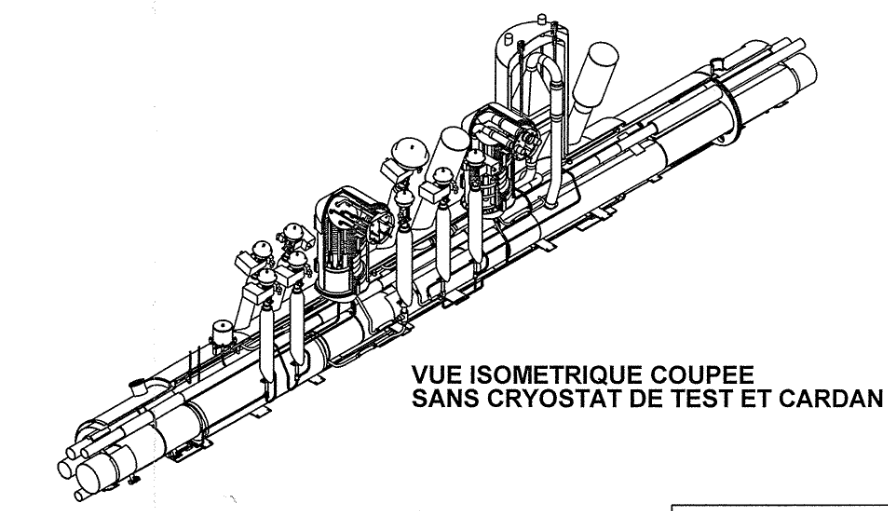 VUE ISOMETRIQUE COUPEE
SANS CRYOSTAT DE TEST ET CARDAN